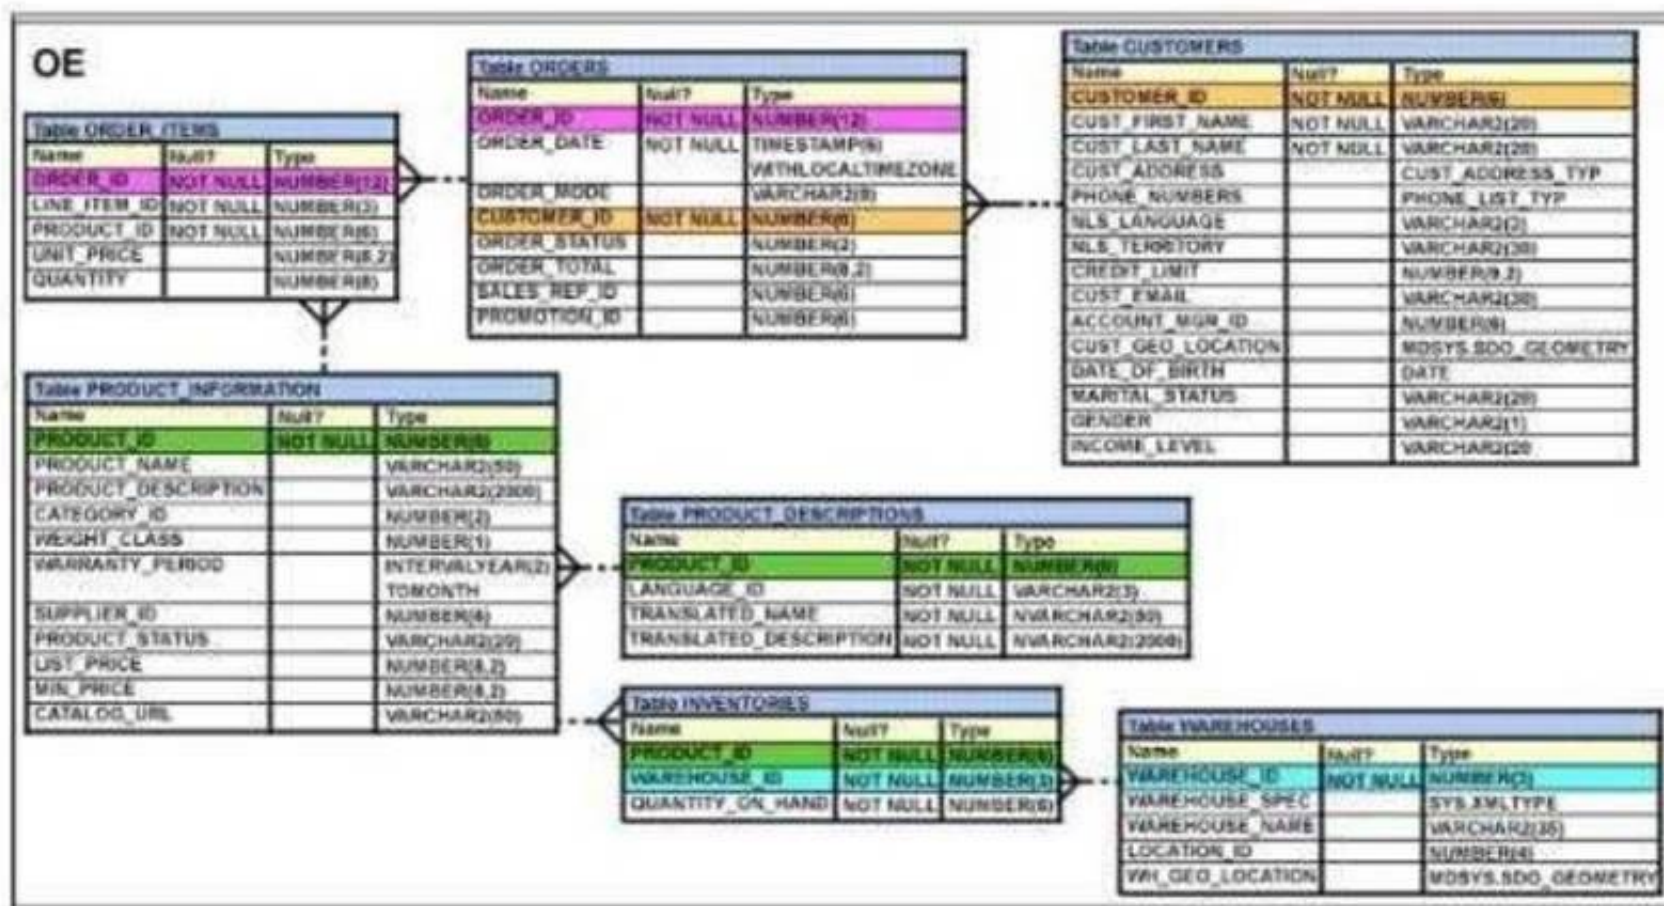 OE
Table ORDER_ITEMS
Name Null? Type
ORDER_ID NOT NULL NUMBER(12)
LINE_ITEM_ID NOT NULL NUMBER(3)
PRODUCT_ID NOT NULL NUMBER(6)
UNIT_PRICE NUMBER(8,2)
QUANTITY NUMBER(8)
Table ORDERS
Name Null? Type
ORDER_ID NOT NULL NUMBER(12)
ORDER_DATE NOT NULL TIMESTAMP(6)
WITHLOCALTIMEZONE
ORDER_MODE VARCHAR2(8)
CUSTOMER_ID NOT NULL NUMBER(6)
ORDER_STATUS NUMBER(2)
ORDER_TOTAL NUMBER(8,2)
SALES_REP_ID NUMBER(6)
PROMOTION_ID NUMBER(6)
Table CUSTOMERS
Name Null? Type
CUSTOMER_ID NOT NULL NUMBER(6)
CUST_FIRST_NAME NOT NULL VARCHAR2(20)
CUST_LAST_NAME NOT NULL VARCHAR2(20)
CUST_ADDRESS CUST_ADDRESS_TYP
PHONE_NUMBERS PHONE_LIST_TYP
NLS_LANGUAGE VARCHAR2(3)
NLS_TERRITORY VARCHAR2(30)
CREDIT_LIMIT NUMBER(9,2)
CUST_EMAIL VARCHAR2(30)
ACCOUNT_MGR_ID NUMBER(6)
CUST_GEO_LOCATION MDSYS.SDO_GEOMETRY
DATE_OF_BIRTH DATE
MARITAL_STATUS VARCHAR2(20)
GENDER VARCHAR2(1)
INCOME_LEVEL VARCHAR2(20
Table PRODUCT_INFORMATION
Name Null? Type
PRODUCT_ID NOT NULL NUMBER(6)
PRODUCT_NAME VARCHAR2(50)
PRODUCT_DESCRIPTION VARCHAR2(2000)
CATEGORY_ID NUMBER(2)
WEIGHT_CLASS NUMBER(1)
WARRANTY_PERIOD INTERVALYEAR(2)
TOMONTH
SUPPLIER_ID NUMBER(6)
PRODUCT_STATUS VARCHAR2(20)
LIST_PRICE NUMBER(8,2)
MIN_PRICE NUMBER(8,2)
CATALOG_URL VARCHAR2(50)
Table PRODUCT_DESCRIPTIONS
Name Null? Type
PRODUCT_ID NOT NULL NUMBER(6)
LANGUAGE_ID NOT NULL VARCHAR2(3)
TRANSLATED_NAME NOT NULL NVARCHAR2(50)
TRANSLATED_DESCRIPTION NOT NULL NVARCHAR2(2000)
Table INVENTORIES
Name Null? Type
PRODUCT_ID NOT NULL NUMBER(6)
WAREHOUSE_ID NOT NULL NUMBER(3)
QUANTITY_ON_HAND NOT NULL NUMBER(8)
Table WAREHOUSES
Name Null? Type
WAREHOUSE_ID NOT NULL NUMBER(3)
WAREHOUSE_SPEC SYS.XMLTYPE
WAREHOUSE_NAME VARCHAR2(35)
LOCATION_ID NUMBER(4)
WH_GEO_LOCATION MDSYS.SDO_GEOMETRY